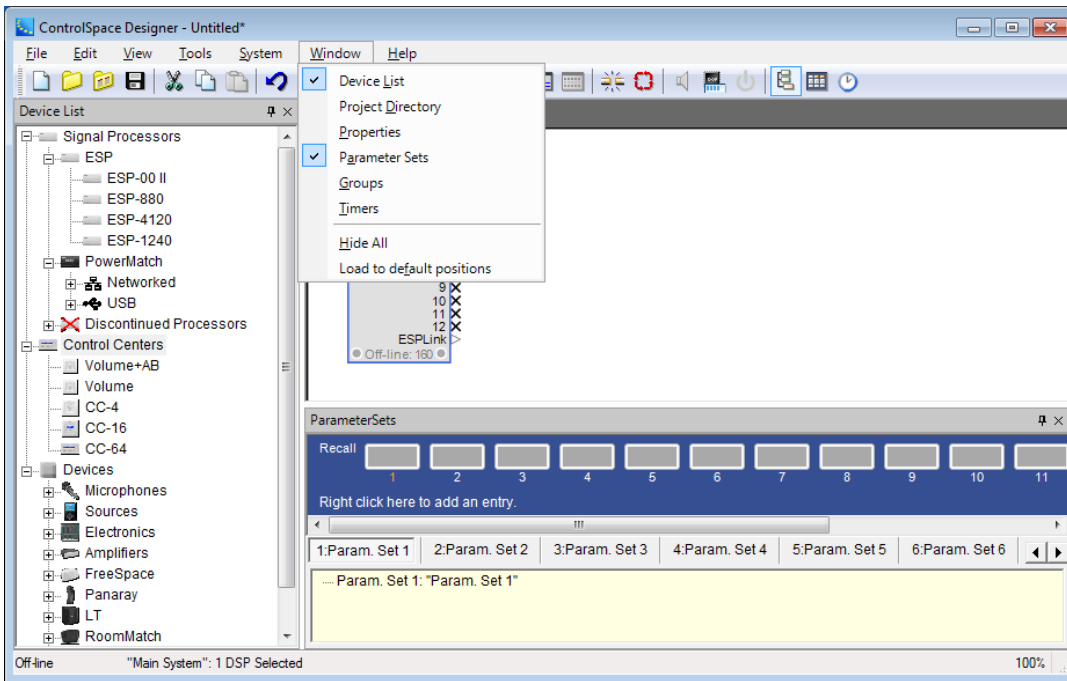 ControlSpace Designer - Untitled*
File Edit View Tools System Window Help
Device List
Signal Processors
ESP
ESP-00 II
ESP-880
ESP-4120
ESP-1240
PowerMatch
Networked
USB
Discontinued Processors
Control Centers
Volume+AB
Volume
CC-4
CC-16
CC-64
Devices
Microphones
Sources
Electronics
Amplifiers
FreeSpace
Panaray
LT
RoomMatch
Device List
Project Directory
Properties
Parameter Sets
Groups
Timers
Hide All
Load to default positions
9
10
11
12
ESPLink
Off-line: 160
ParameterSets
Recall
1 2 3 4 5 6 7 8 9 10 11
Right click here to add an entry.
1:Param. Set 1 2:Param. Set 2 3:Param. Set 3 4:Param. Set 4 5:Param. Set 5 6:Param. Set 6
Param. Set 1: "Param. Set 1"
Off-line "Main System": 1 DSP Selected 100%